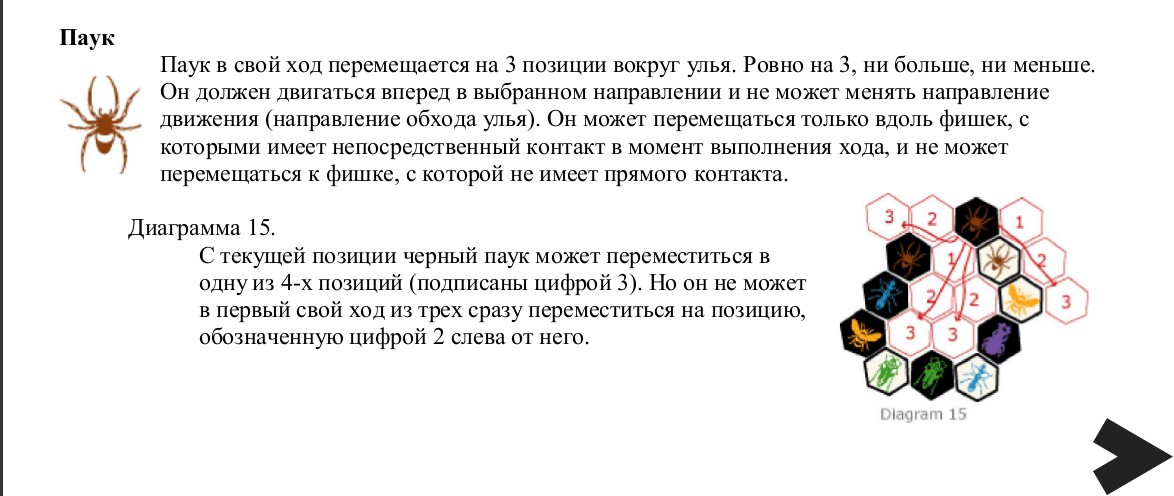 Паук
Паук в свой ход перемещается на 3 позиции вокруг улья. Ровно на 3, ни больше, ни меньше.
Он должен двигаться вперед в выбранном направлении и не может менять направление
движения (направление обхода улья). Он может перемещаться только вдоль фишек, с
которыми имеет непосредственный контакт в момент выполнения хода, и не может
перемещаться к фишке, с которой не имеет прямого контакта.
Диаграмма 15.
С текущей позиции черный паук может переместиться в
одну из 4-х позиций (подписаны цифрой 3). Но он не может
в первый свой ход из трех сразу переместиться на позицию,
обозначенную цифрой 2 слева от него.
3 2 1
1 2
2 2 3
3 3
Diagram 15